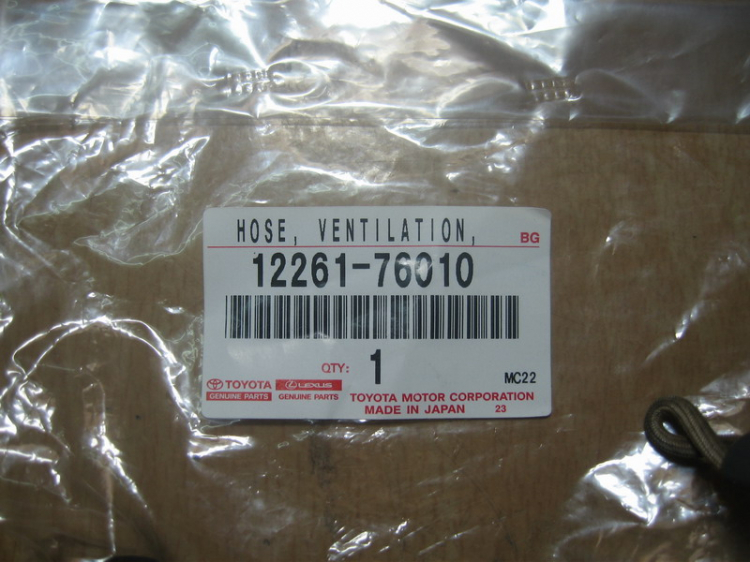 HOSE, VENTILATION,
BG
12261-76010
QTY: 1
MC22
TOYOTA LEXUS
GENUINE PARTS GENUINE PARTS
TOYOTA MOTOR CORPORATION
MADE IN JAPAN 23